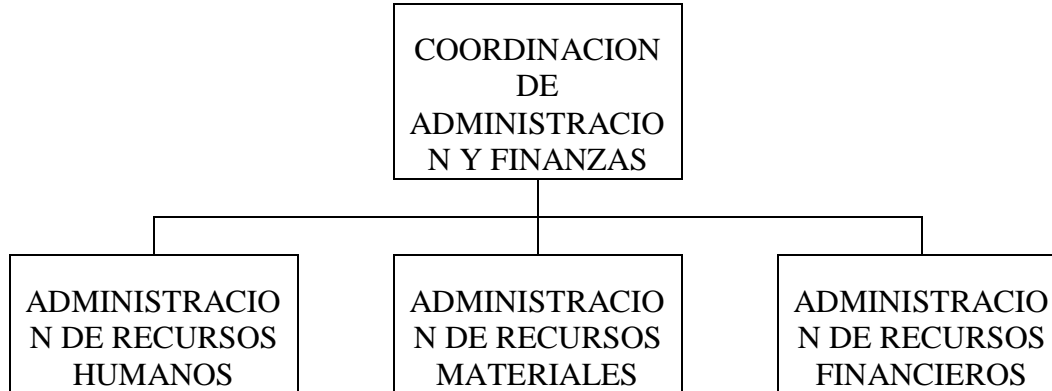 COORDINACION
DE
ADMINISTRACIO
N Y FINANZAS
ADMINISTRACIO
N DE RECURSOS
HUMANOS
ADMINISTRACIO
N DE RECURSOS
MATERIALES
ADMINISTRACIO
N DE RECURSOS
FINANCIEROS